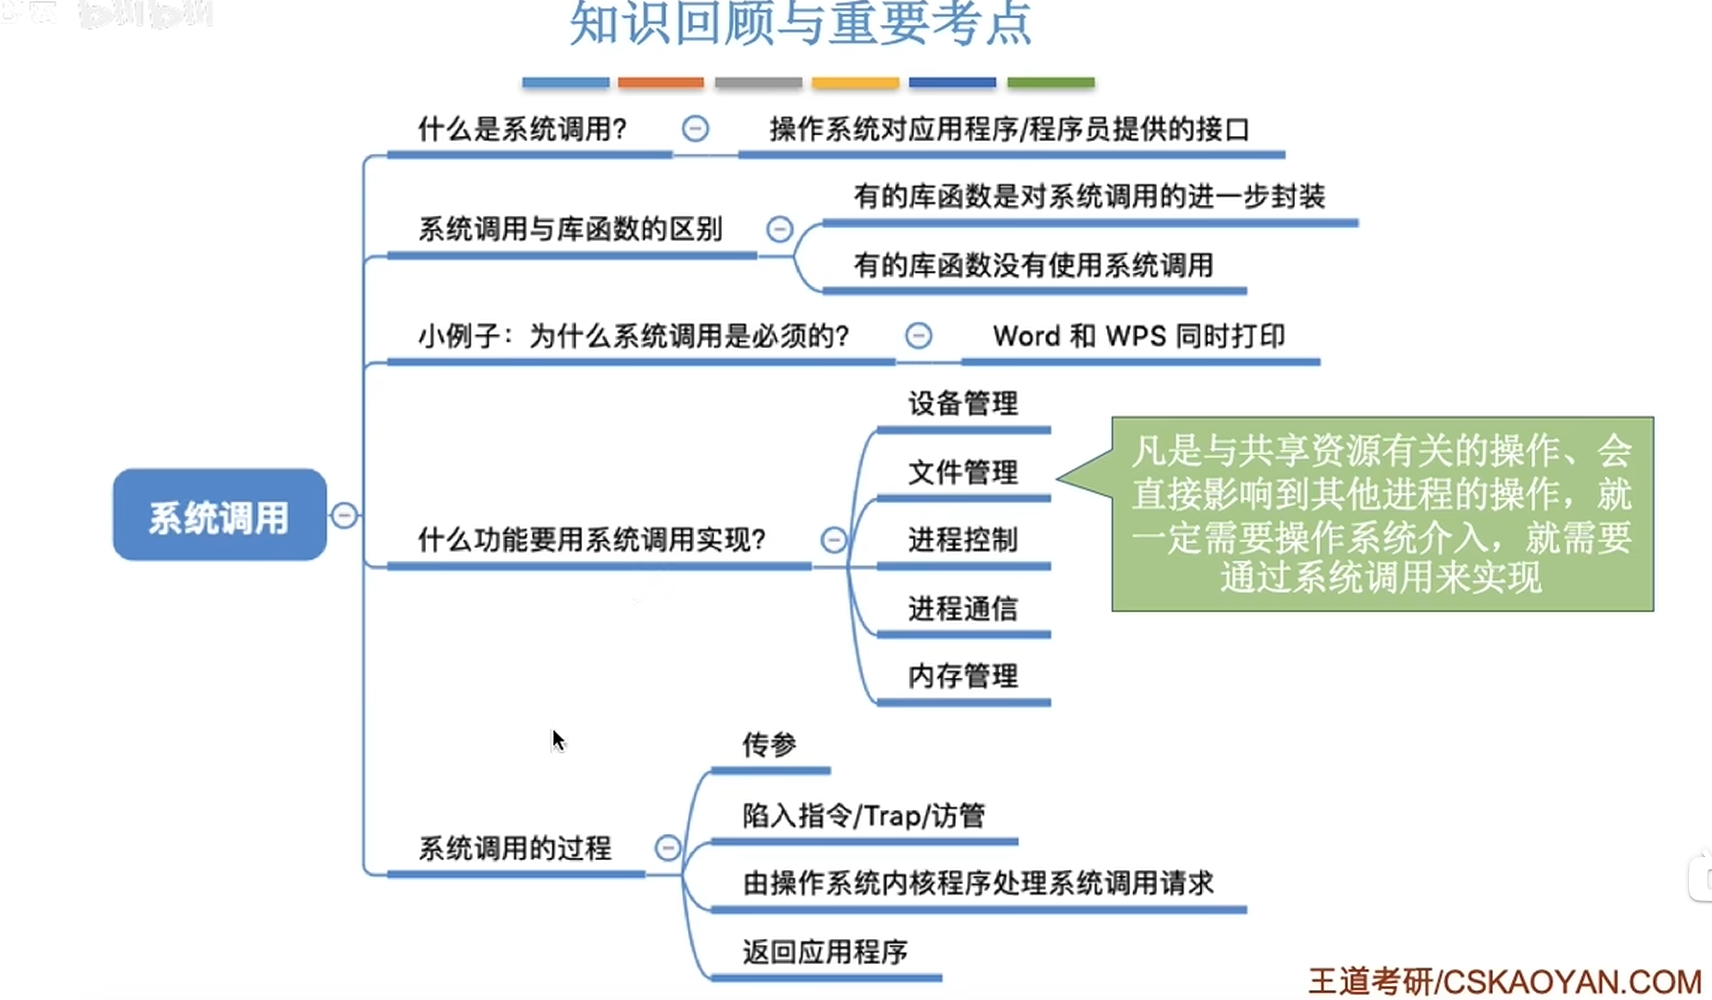 知识回顾与重要考点
什么是系统调用?
操作系统对应用程序/程序员提供的接口
系统调用与库函数的区别
有的库函数是对系统调用的进一步封装
有的库函数没有使用系统调用
小例子：为什么系统调用是必须的?
Word 和 WPS 同时打印
系统调用
什么功能要用系统调用实现?
设备管理
文件管理
进程控制
进程通信
内存管理
凡是与共享资源有关的操作、会
直接影响到其他进程的操作，就
一定需要操作系统介入，就需要
通过系统调用来实现
系统调用的过程
传参
陷入指令/Trap/访管
由操作系统内核程序处理系统调用请求
返回应用程序
王道考研/CSKAOYAN.COM